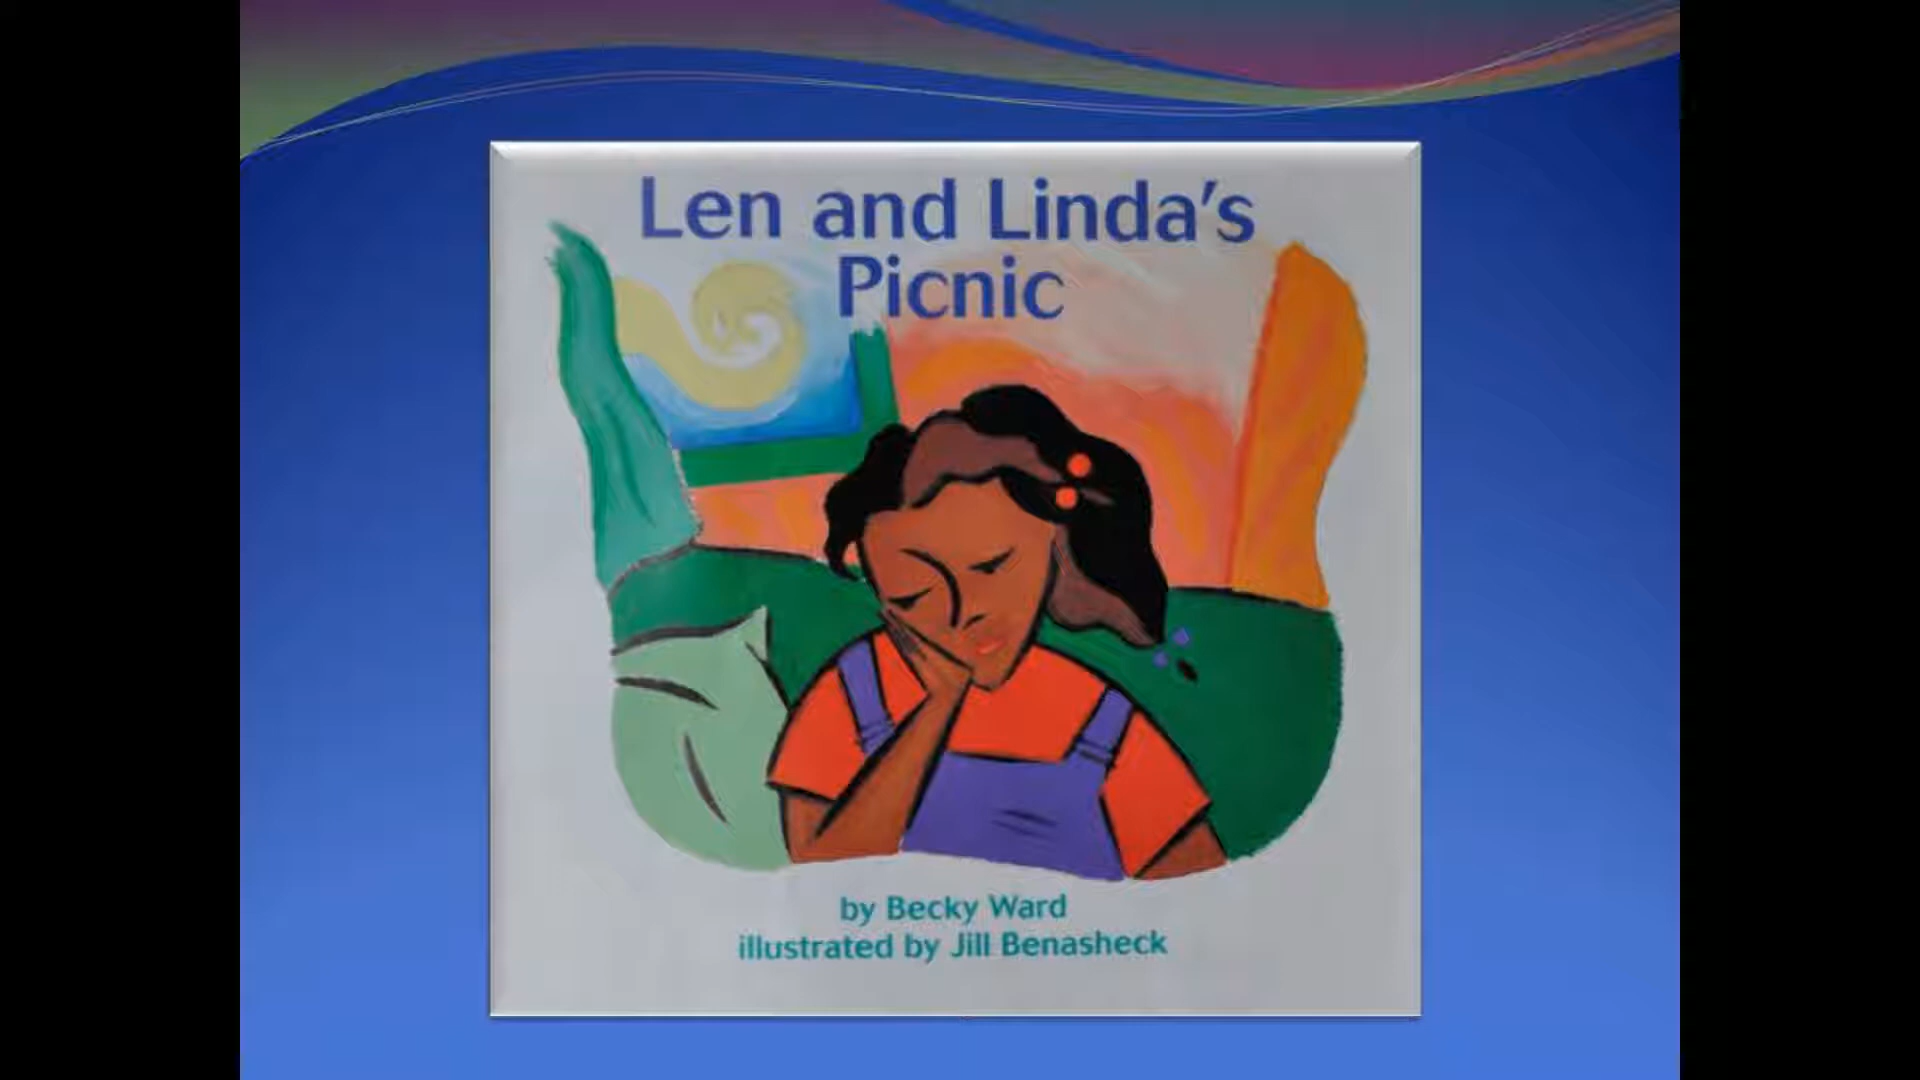 Len and Linda's
Picnic
by Becky Ward
illustrated by Jill Benasheck